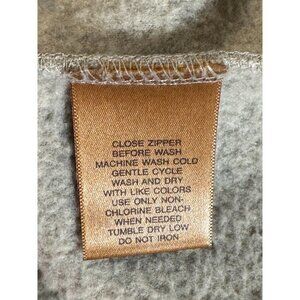 CLOSE ZIPPER
BEFORE WASH
MACHINE WASH COLD
GENTLE CYCLE
WASH AND DRY
WITH LIKE COLORS
USE ONLY NON-
CHLORINE BLEACH
WHEN NEEDED
TUMBLE DRY LOW
DO NOT IRON